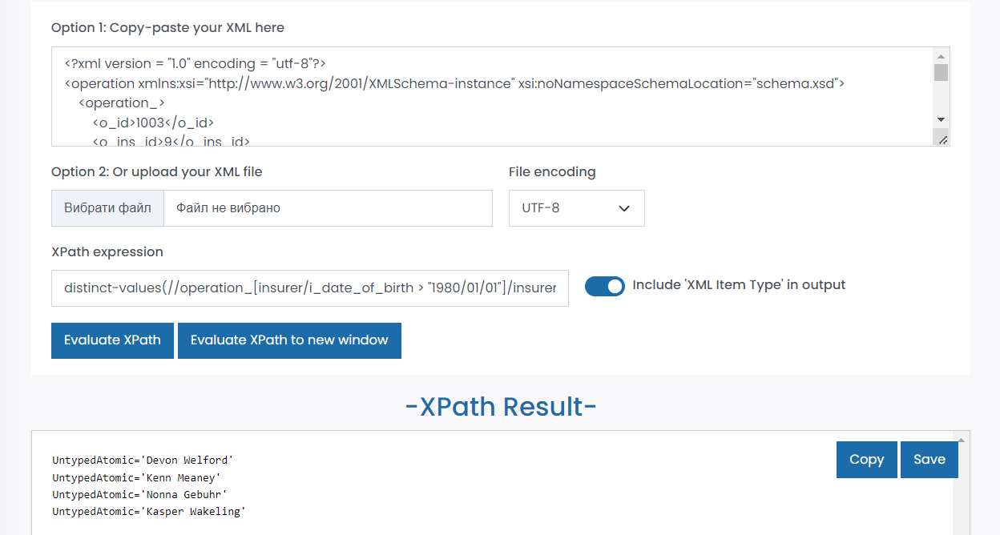 Option 1: Copy-paste your XML here
<?xml version = "1.0" encoding = "utf-8"?>
<operation xmlns:xsi="http://www.w3.org/2001/XMLSchema-instance" xsi:noNamespaceSchemaLocation="schema.xsd">
<operation_>
<o_id>1003</o_id>
<o_ins_id>9</o_ins_id>
Option 2: Or upload your XML file
File encoding
Вибрати файл Файл не вибрано
UTF-8
XPath expression
distinct-values(//operation_[insurer/i_date_of_birth > "1980/01/01"]/insurer
Include 'XML Item Type' in output
Evaluate XPath
Evaluate XPath to new window
-XPath Result-
Copy
Save
UntypedAtomic='Devon Welford'
UntypedAtomic='Kenn Meaney'
UntypedAtomic='Nonna Gebuhr'
UntypedAtomic='Kasper Wakeling'